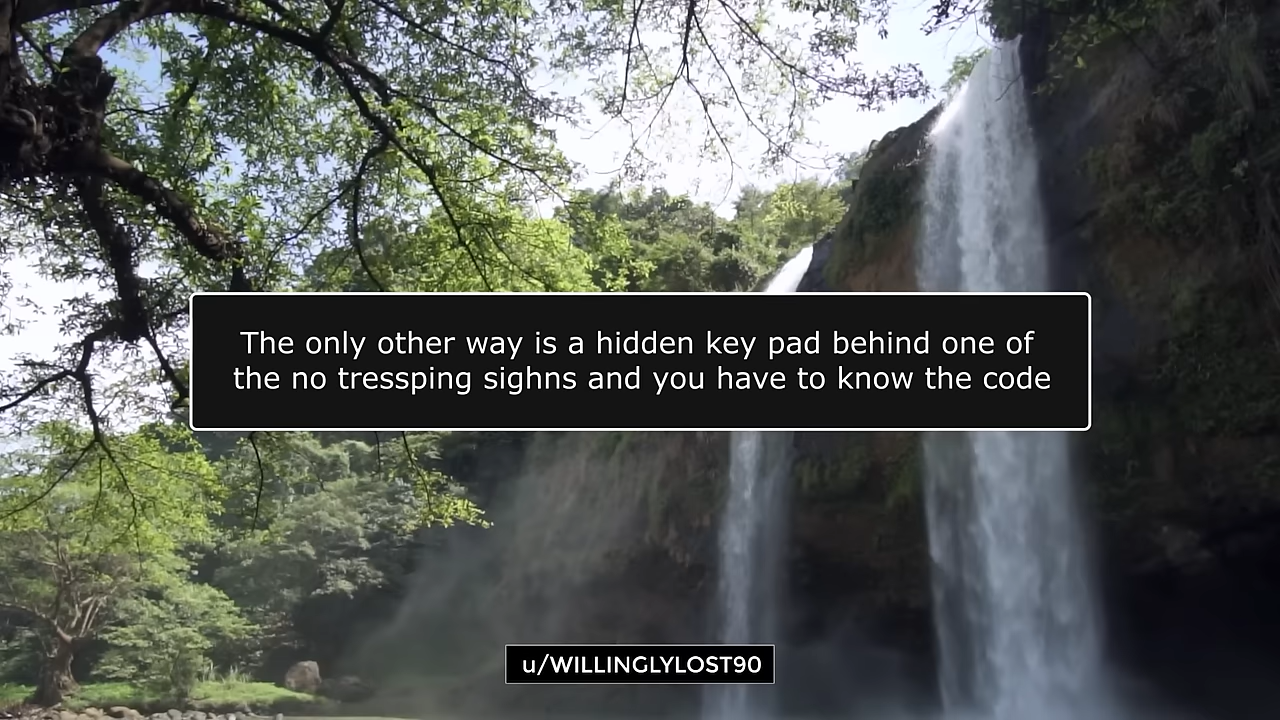 The only other way is a hidden key pad behind one of
the no tressping sighns and you have to know the code
u/WILLINGLYLOST90